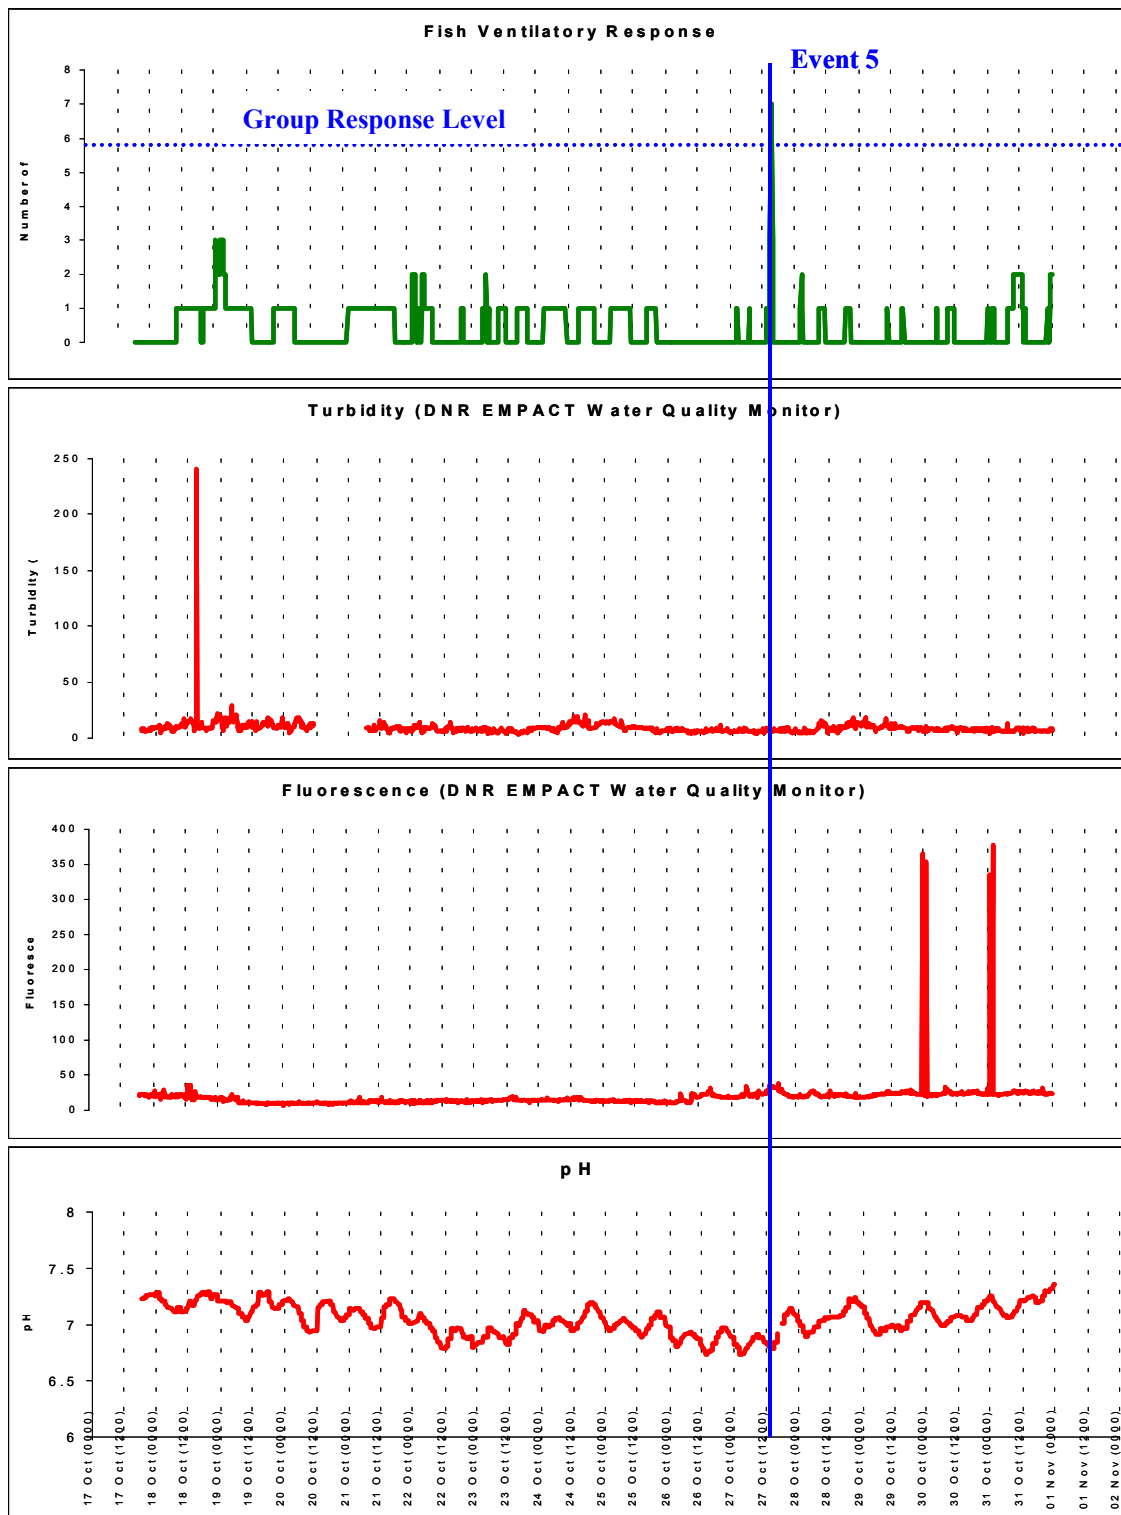 Fish Ventilatory Response
Event 5
Group Response Level
Number of
8
7
6
5
4
3
2
1
0
Turbidity (DNR EMPACT Water Quality Monitor)
Turbidity (
250
200
150
100
50
0
Fluorescence (DNR EMPACT Water Quality Monitor)
Fluoresce
400
350
300
250
200
150
100
50
0
pH
pH
8
7.5
7
6.5
6
17 Oct (0000)
17 Oct (1200)
18 Oct (0000)
18 Oct (1200)
19 Oct (0000)
19 Oct (1200)
20 Oct (0000)
20 Oct (1200)
21 Oct (0000)
21 Oct (1200)
22 Oct (0000)
22 Oct (1200)
23 Oct (0000)
23 Oct (1200)
24 Oct (0000)
24 Oct (1200)
25 Oct (0000)
25 Oct (1200)
26 Oct (0000)
26 Oct (1200)
27 Oct (0000)
27 Oct (1200)
28 Oct (0000)
28 Oct (1200)
29 Oct (0000)
29 Oct (1200)
30 Oct (0000)
30 Oct (1200)
31 Oct (0000)
31 Oct (1200)
01 Nov (0000)
01 Nov (1200)
02 Nov (0000)